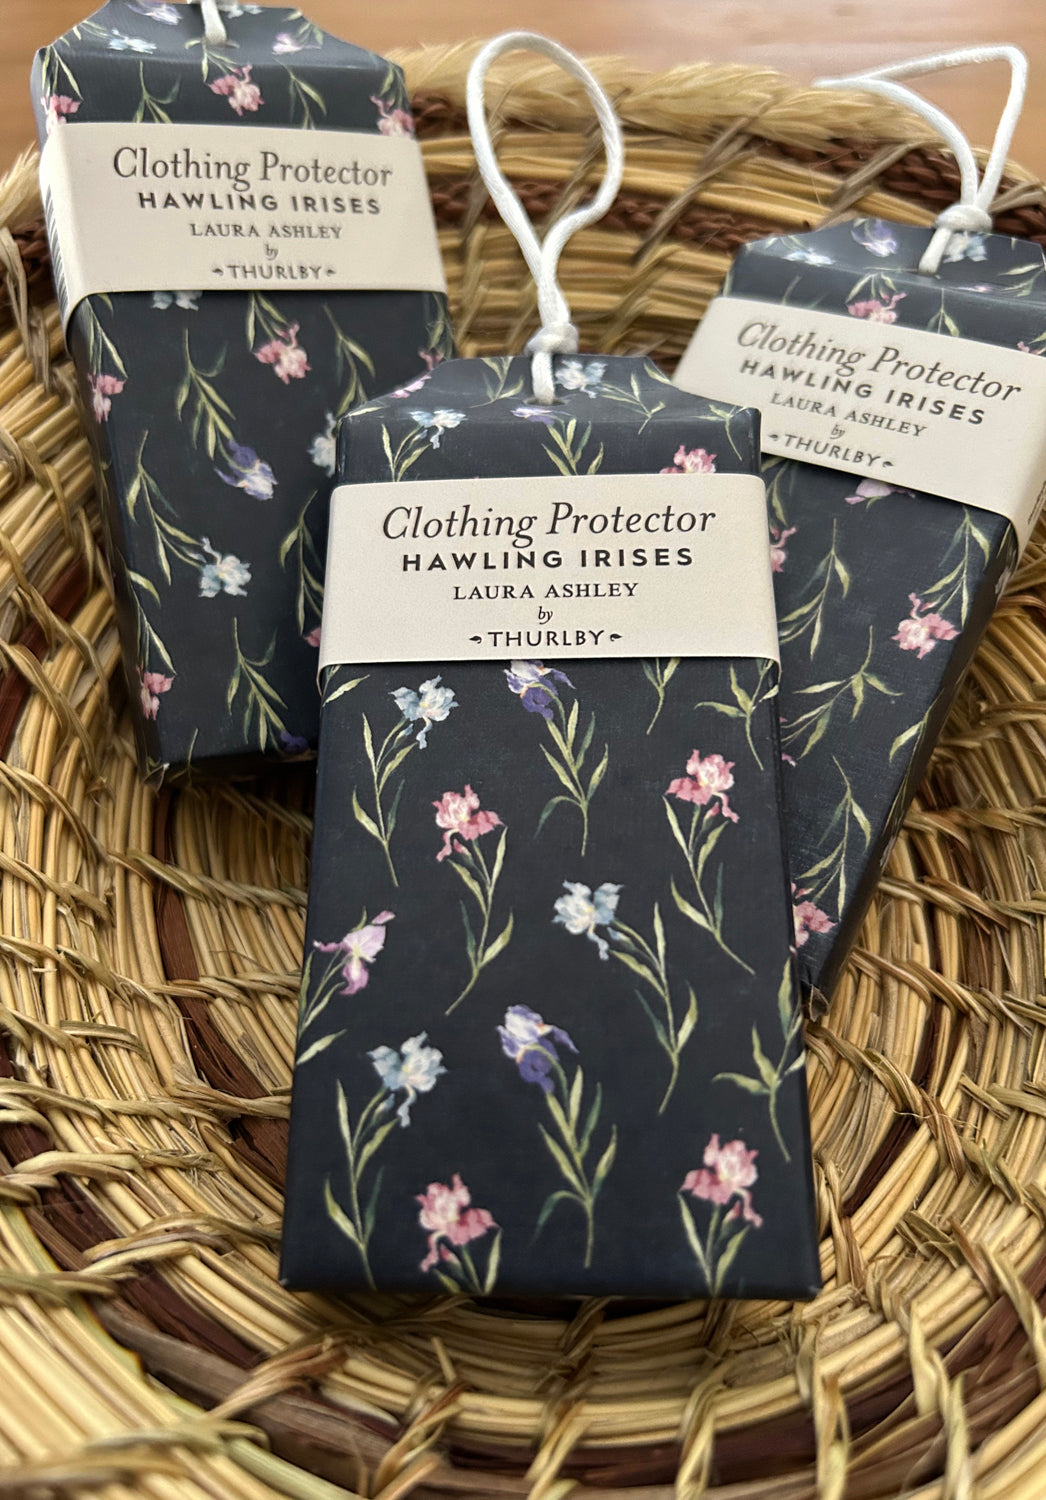 Clothing Protector
HAWLING IRISES
LAURA ASHLEY
by
THURLBY
Clothing Protector
HAWLING IRISES
LAURA ASHLEY
by
THURLBY
Clothing Protector
HAWLING IRISES
LAURA ASHLEY
by
THURLBY